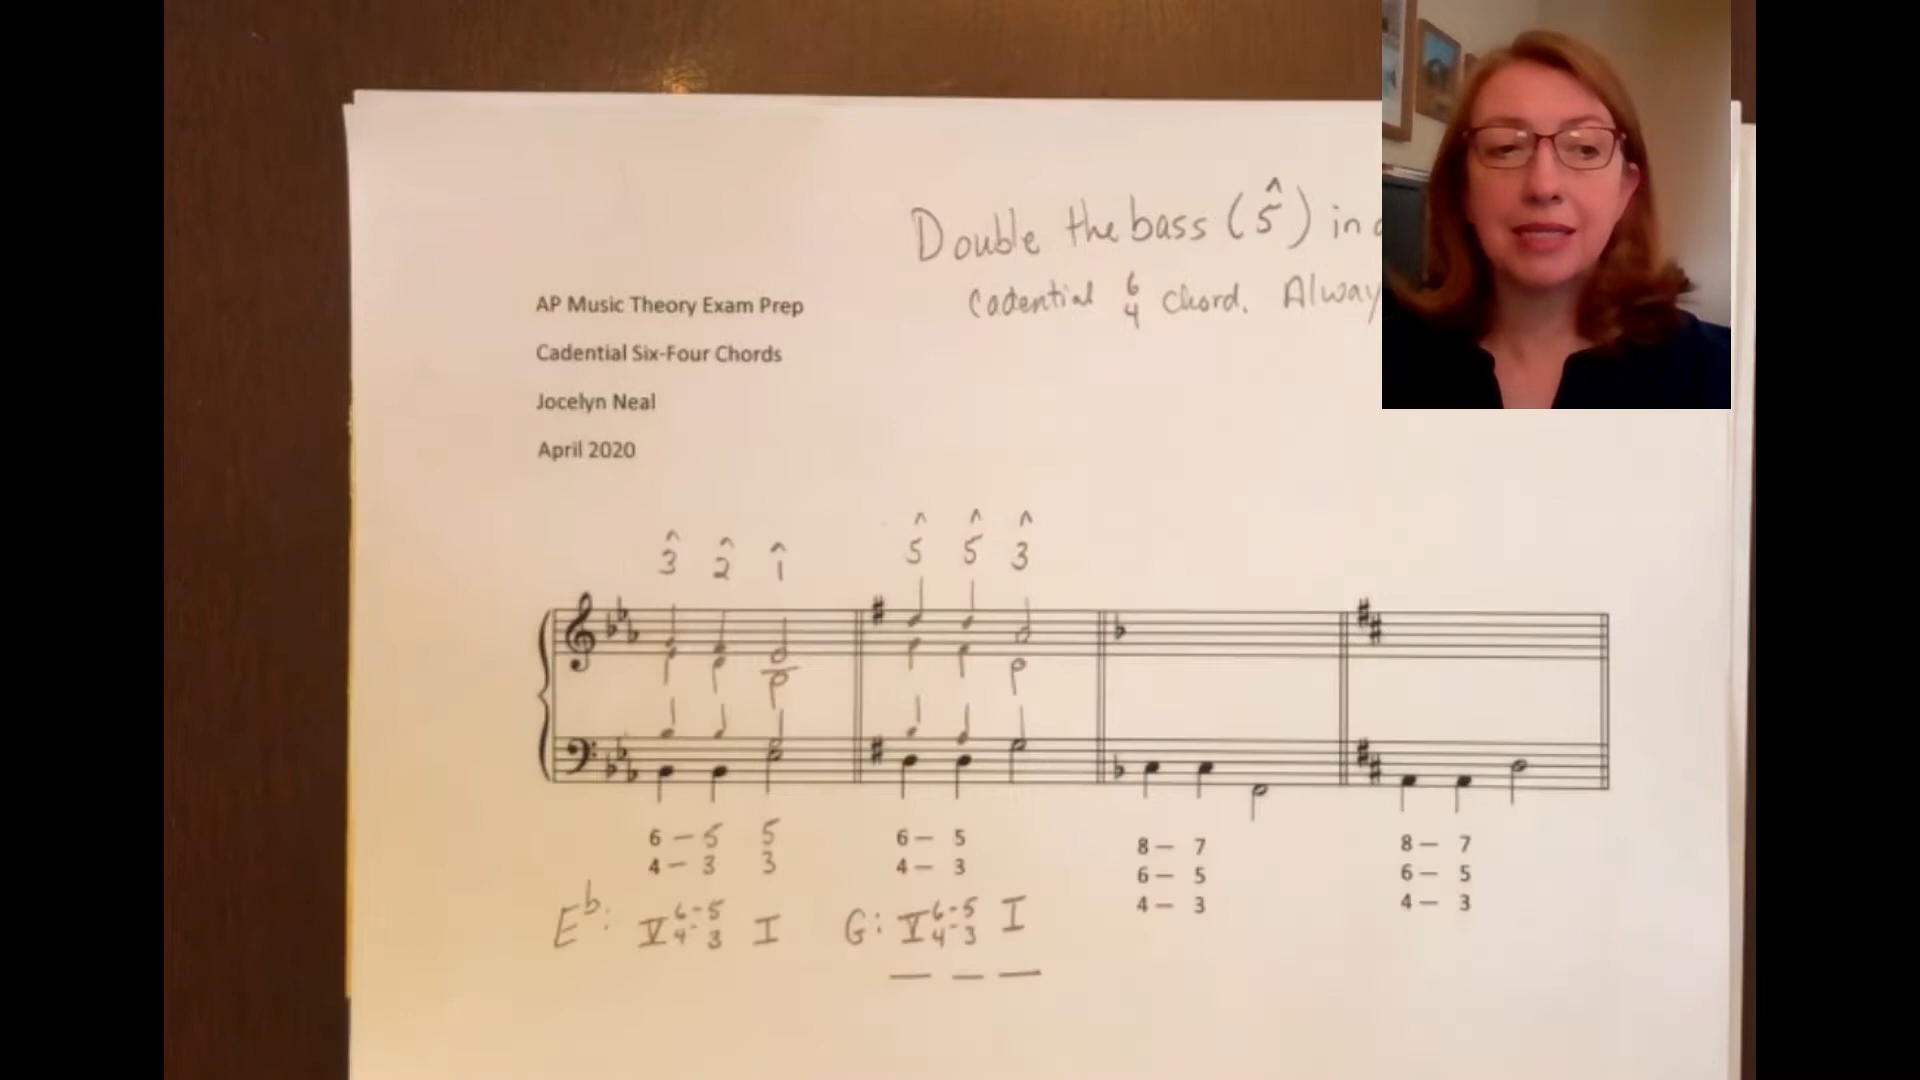 Double the bass (5̂) in
Cadential 6 4 chord. Alway
AP Music Theory Exam Prep
Cadential Six-Four Chords
Jocelyn Neal
April 2020
3̂ 2̂ 1̂ 5̂ 5̂ 3̂
6 — 5 5 6 — 5 8 — 7 8 — 7
4 — 3 3 4 — 3 6 — 5 6 — 5
4 — 3 4 — 3
E♭: V 6-5 4-3 I G: V 6-5 4-3 I